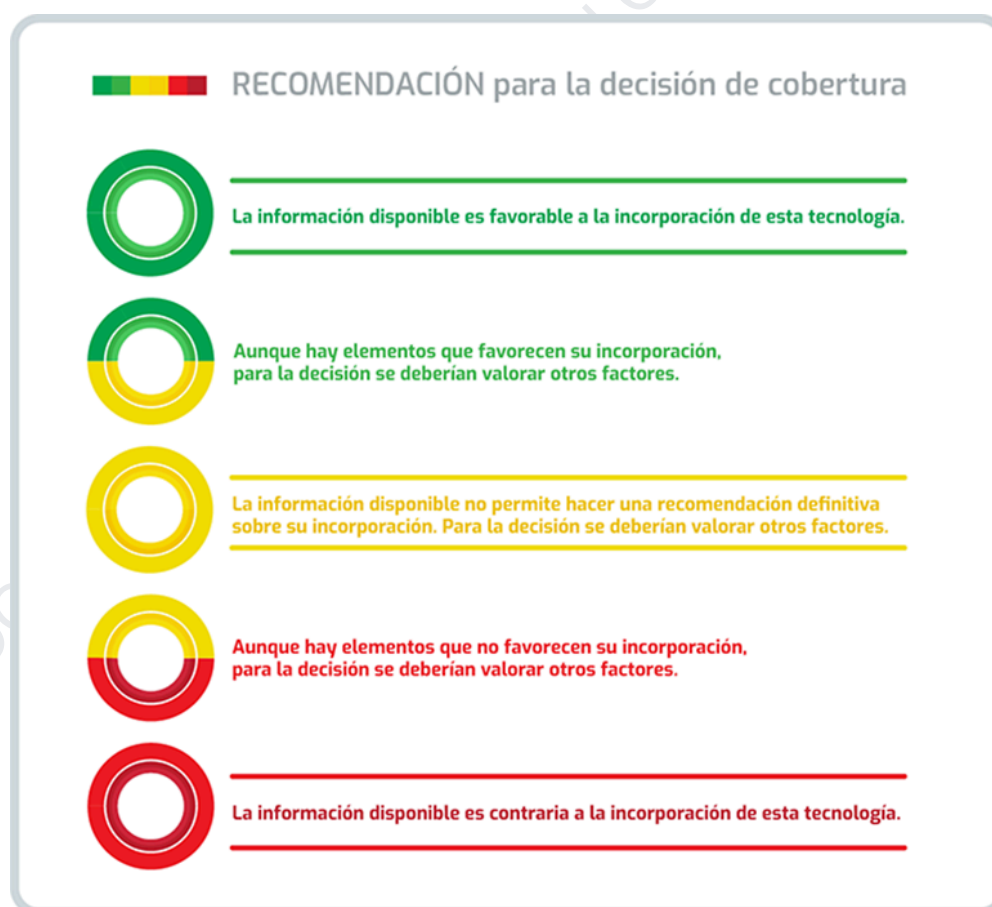 RECOMENDACIÓN para la decisión de cobertura
La información disponible es favorable a la incorporación de esta tecnología.
Aunque hay elementos que favorecen su incorporación,
para la decisión se deberían valorar otros factores.
La información disponible no permite hacer una recomendación definitiva
sobre su incorporación. Para la decisión se deberían valorar otros factores.
Aunque hay elementos que no favorecen su incorporación,
para la decisión se deberían valorar otros factores.
La información disponible es contraria a la incorporación de esta tecnología.